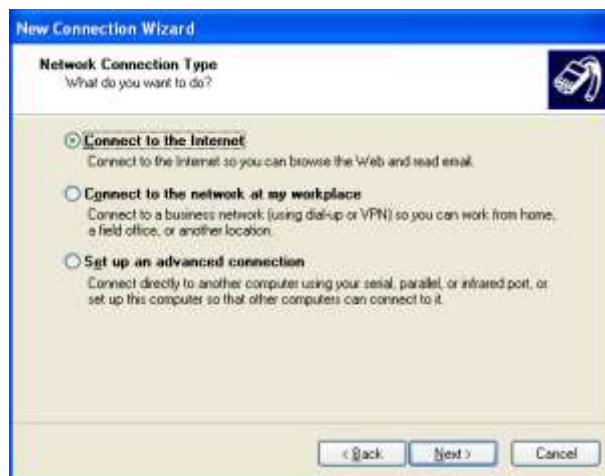 New Connection Wizard
Network Connection Type
What do you want to do?
Connect to the Internet
Connect to the Internet so you can browse the Web and read email.
Connect to the network at my workplace
Connect to a business network (using dial-up or VPN) so you can work from home,
a field office, or another location.
Set up an advanced connection
Connect directly to another computer using your serial, parallel, or infrared port, or
set up this computer so that other computers can connect to it.
< Back
Next >
Cancel